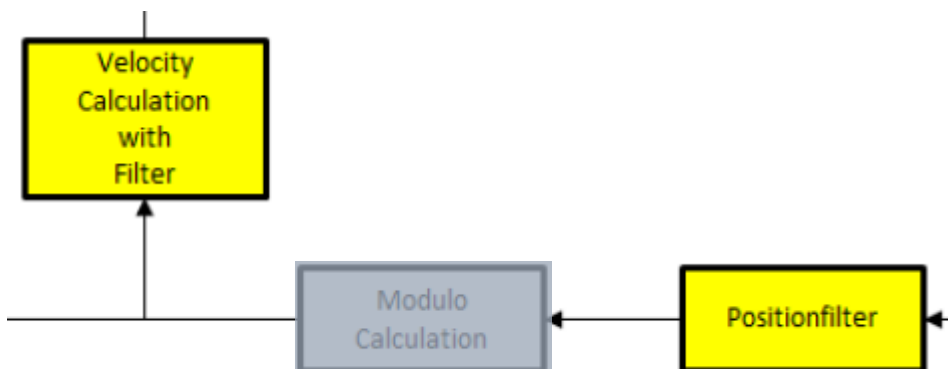 Velocity
Calculation
with
Filter
Modulo
Calculation
Positionfilter